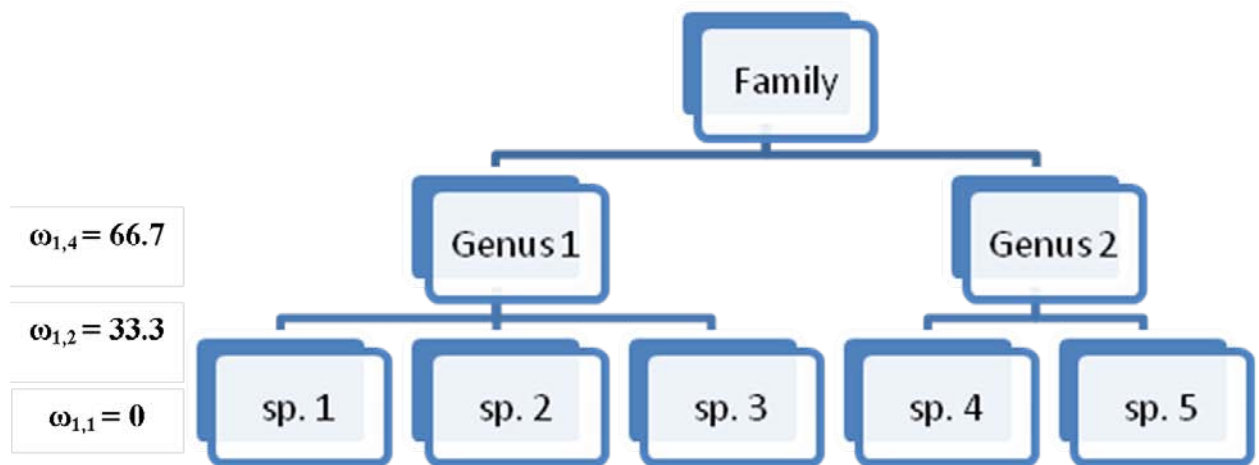 Family
Genus 1
Genus 2
ω1,4 = 66.7
ω1,2 = 33.3
ω1,1 = 0
sp. 1
sp. 2
sp. 3
sp. 4
sp. 5